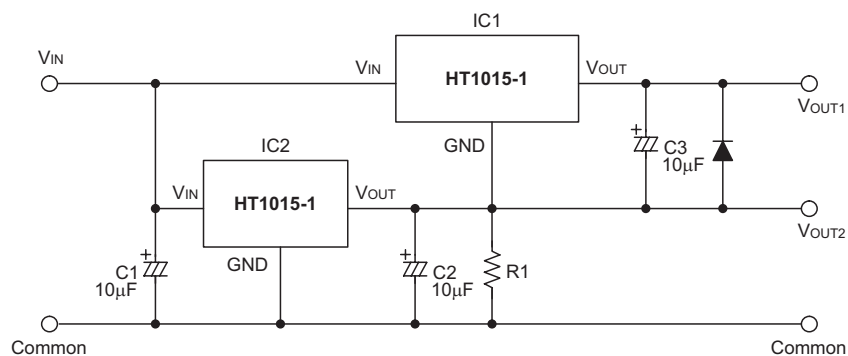 IC1
VIN
VIN
HT1015-1
VOUT
VOUT1
GND
C3
10µF
IC2
VIN
HT1015-1
VOUT
VOUT2
GND
C1
10µF
C2
10µF
R1
Common
Common